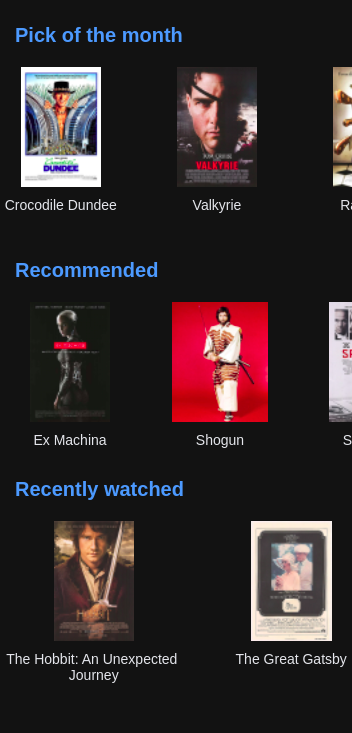 Pick of the month
DUNDEE
VALKYRIE
Crocodile Dundee
Valkyrie
Ra
Recommended
Ex Machina
Shogun
S
Recently watched
The Hobbit: An Unexpected
Journey
The Great Gatsby